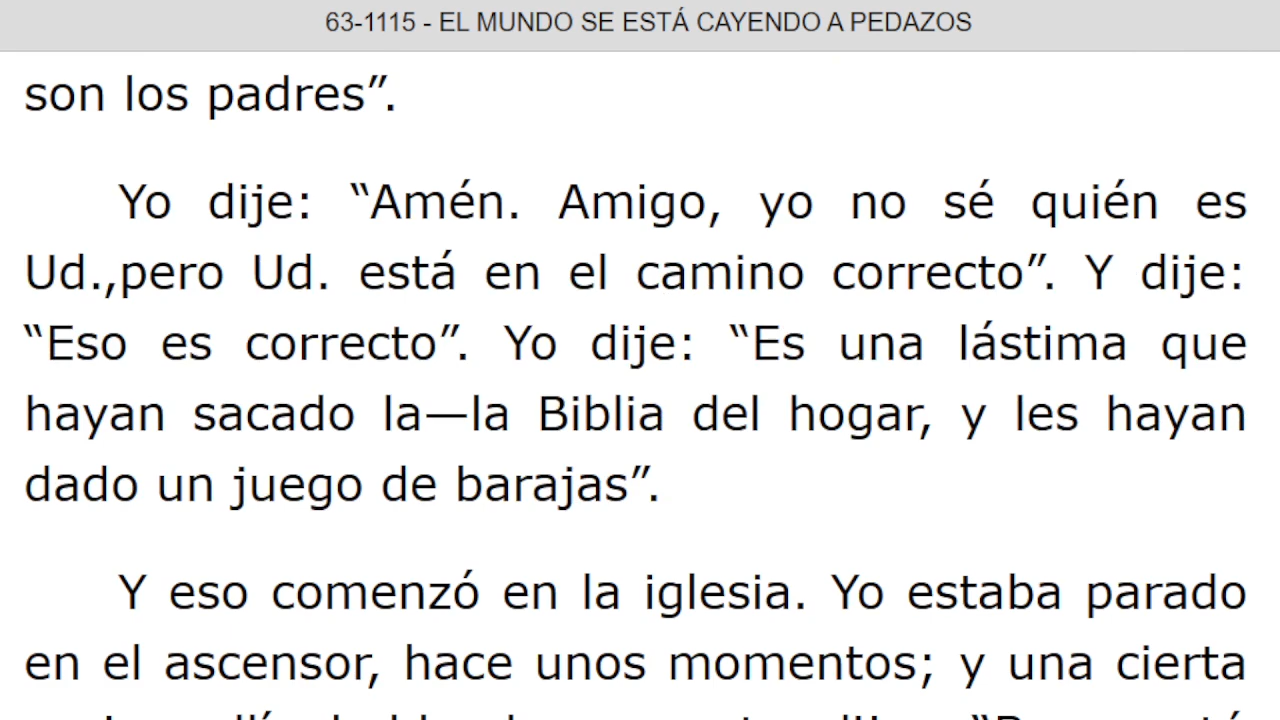 63-1115 - EL MUNDO SE ESTÁ CAYENDO A PEDAZOS
son los padres”.
Yo dije: “Amén. Amigo, yo no sé quién es
Ud.,pero Ud. está en el camino correcto”. Y dije:
“Eso es correcto”. Yo dije: “Es una lástima que
hayan sacado la—la Biblia del hogar, y les hayan
dado un juego de barajas”.
Y eso comenzó en la iglesia. Yo estaba parado
en el ascensor, hace unos momentos; y una cierta